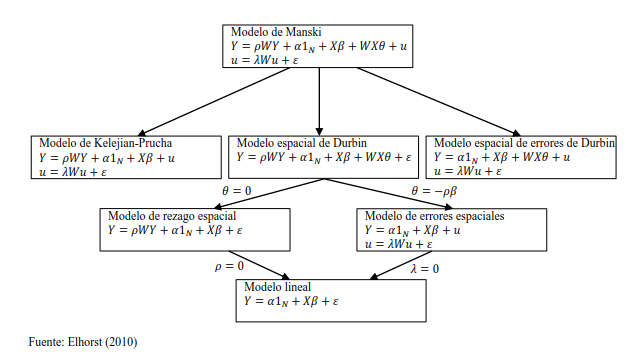 Modelo de Manski
Y = ρWY + α1_N + Xβ + WXθ + u
u = λWu + ε
Modelo de Kelejian-Prucha
Y = ρWY + α1_N + Xβ + u
u = λWu + ε
Modelo espacial de Durbin
Y = ρWY + α1_N + Xβ + WXθ + ε
Modelo espacial de errores de Durbin
Y = α1_N + Xβ + WXθ + u
u = λWu + ε
θ = 0
θ = −ρβ
Modelo de rezago espacial
Y = ρWY + α1_N + Xβ + ε
Modelo de errores espaciales
Y = α1_N + Xβ + u
u = λWu + ε
ρ = 0
λ = 0
Modelo lineal
Y = α1_N + Xβ + ε
Fuente: Elhorst (2010)